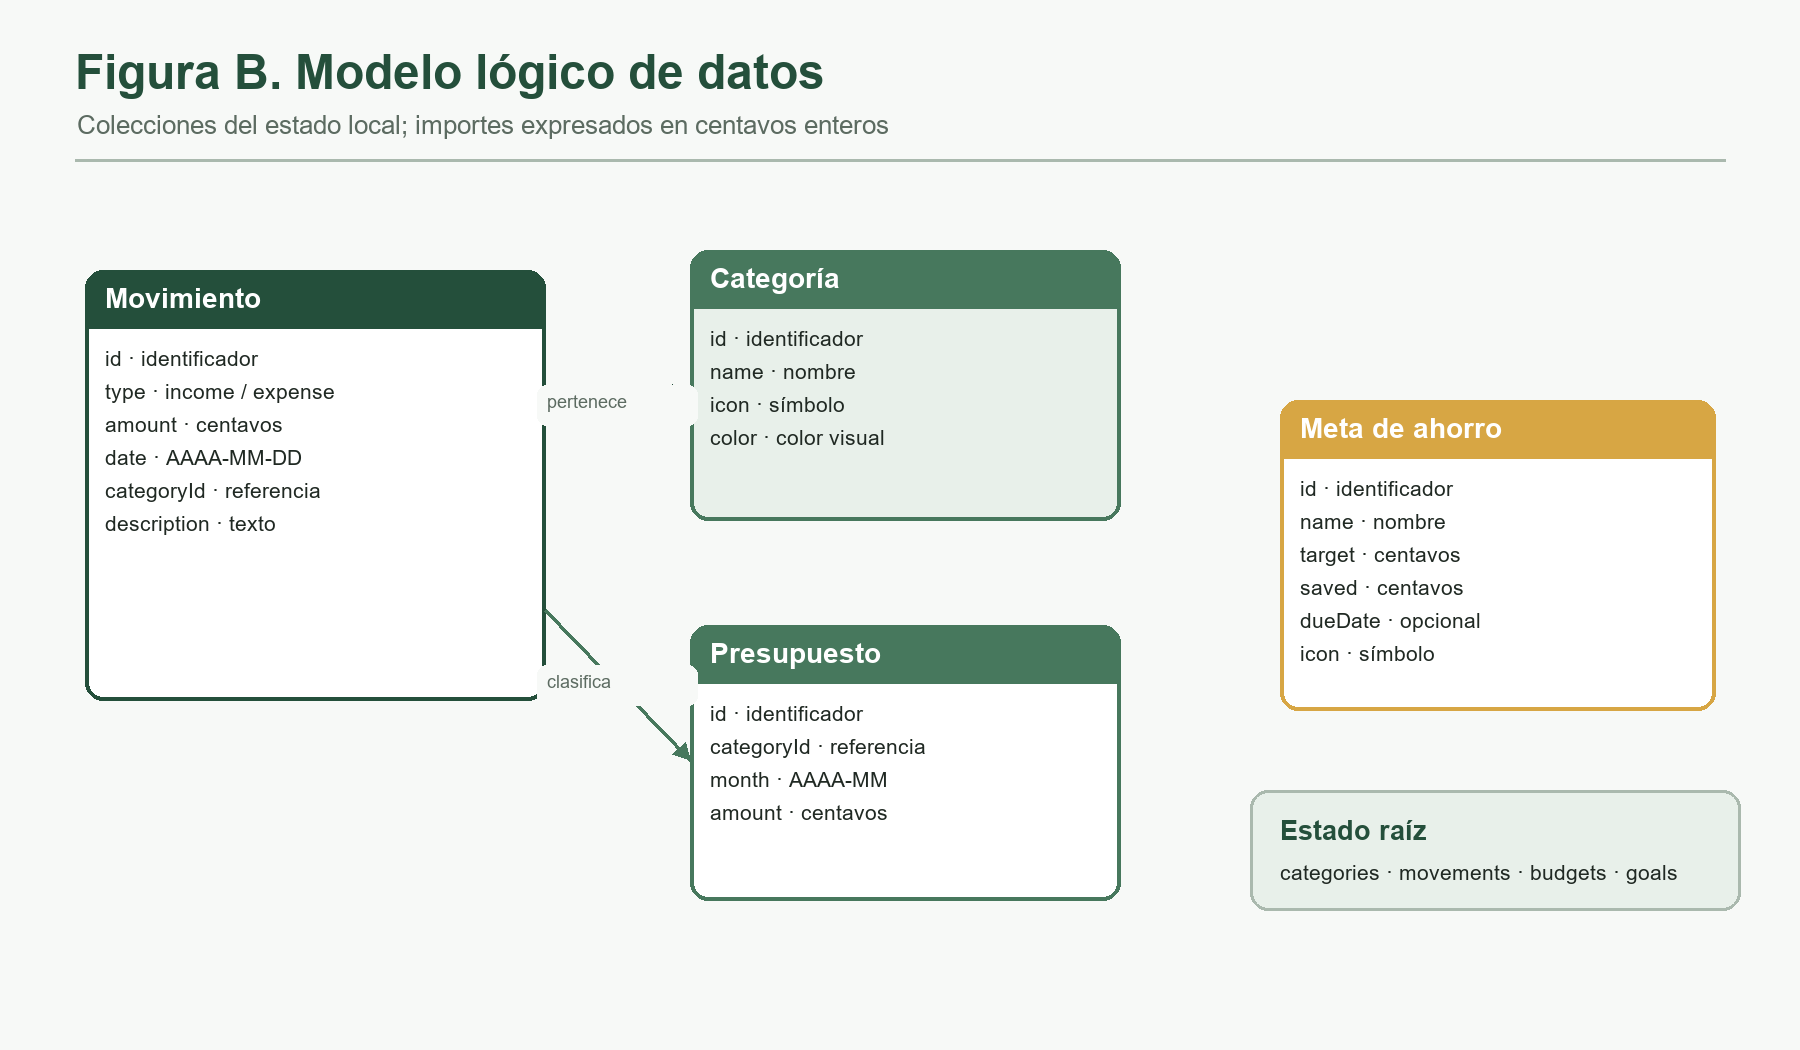 Figura B. Modelo lógico de datos
Colecciones del estado local; importes expresados en centavos enteros
Movimiento
id · identificador
type · income / expense
amount · centavos
date · AAAA-MM-DD
categoryId · referencia
description · texto
pertenece
clasifica
Categoría
id · identificador
name · nombre
icon · símbolo
color · color visual
Presupuesto
id · identificador
categoryId · referencia
month · AAAA-MM
amount · centavos
Meta de ahorro
id · identificador
name · nombre
target · centavos
saved · centavos
dueDate · opcional
icon · símbolo
Estado raíz
categories · movements · budgets · goals